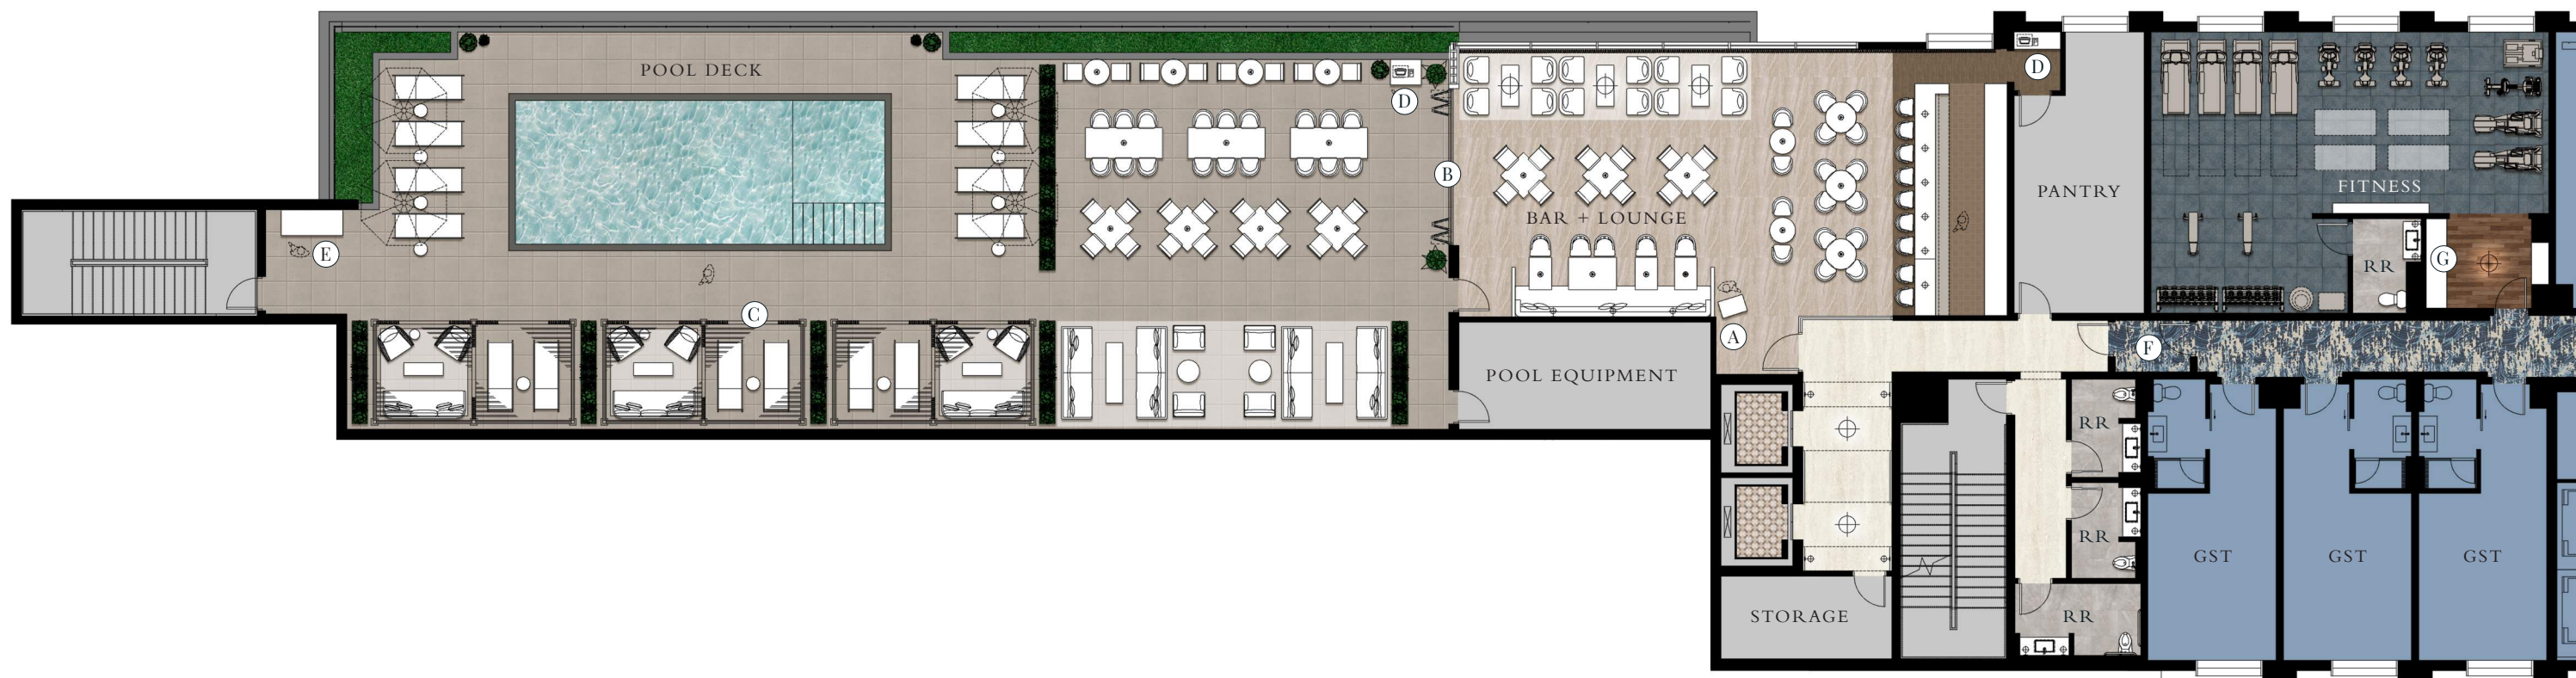 POOL DECK
D
D
B
PANTRY
FITNESS
BAR + LOUNGE
E
RR
G
C
A
F
POOL EQUIPMENT
RR
RR
GST
GST
GST
STORAGE
RR